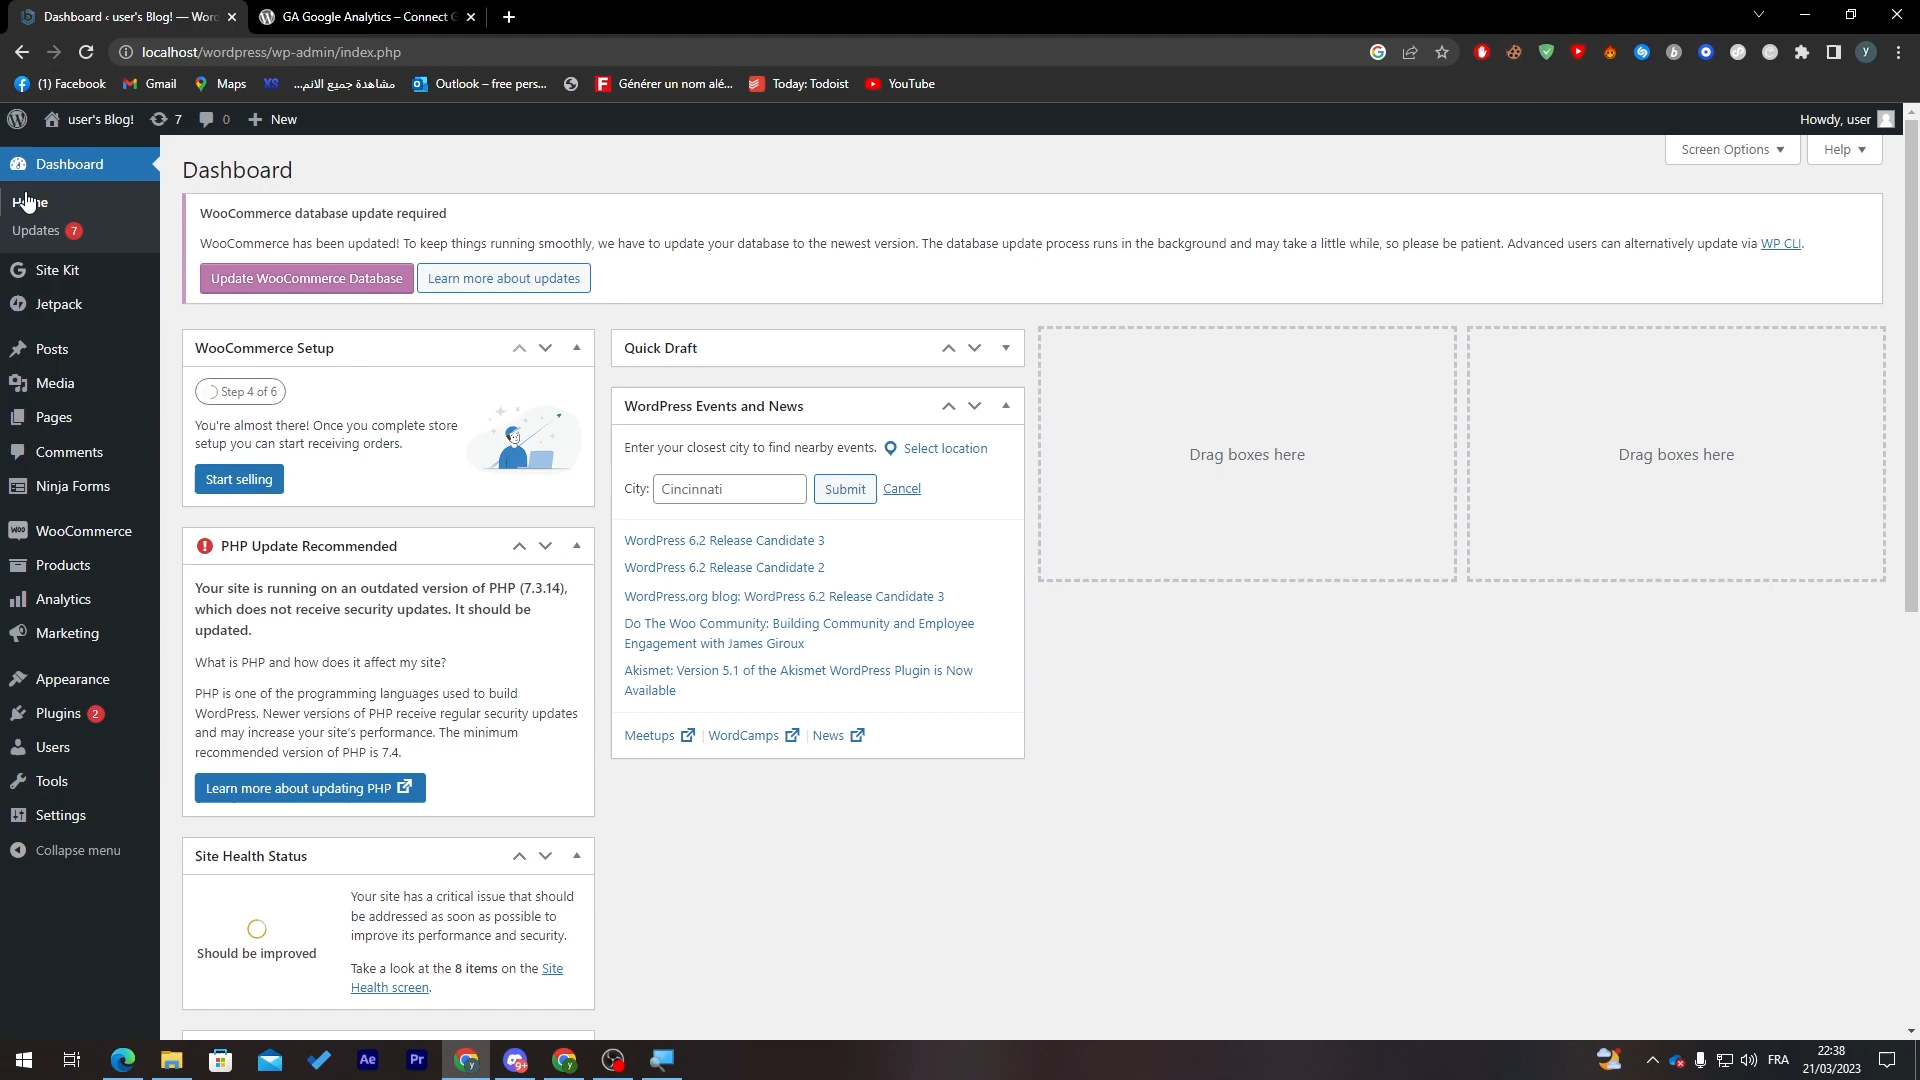 Dashboard ‹ user's Blog! — Wor
GA Google Analytics – Connect G
localhost/wordpress/wp-admin/index.php
(1) Facebook
Gmail
Maps
مشاهدة جميع الانم...
Outlook – free pers...
Générer un nom alé...
Today: Todoist
YouTube
user's Blog!
7
0
New
Howdy, user
Dashboard
Updates 7
Site Kit
Jetpack
Posts
Media
Pages
Comments
Ninja Forms
WooCommerce
Products
Analytics
Marketing
Appearance
Plugins 2
Users
Tools
Settings
Collapse menu
Screen Options
Help
Dashboard
WooCommerce database update required
WooCommerce has been updated! To keep things running smoothly, we have to update your database to the newest version. The database update process runs in the background and may take a little while, so please be patient. Advanced users can alternatively update via WP CLI.
Update WooCommerce Database
Learn more about updates
WooCommerce Setup
Step 4 of 6
You're almost there! Once you complete store
setup you can start receiving orders.
Start selling
PHP Update Recommended
Your site is running on an outdated version of PHP (7.3.14),
which does not receive security updates. It should be
updated.
What is PHP and how does it affect my site?
PHP is one of the programming languages used to build
WordPress. Newer versions of PHP receive regular security updates
and may increase your site's performance. The minimum
recommended version of PHP is 7.4.
Learn more about updating PHP
Site Health Status
Should be improved
Your site has a critical issue that should
be addressed as soon as possible to
improve its performance and security.
Take a look at the 8 items on the Site
Health screen.
Quick Draft
WordPress Events and News
Enter your closest city to find nearby events.
Select location
City:
Cincinnati
Submit
Cancel
WordPress 6.2 Release Candidate 3
WordPress 6.2 Release Candidate 2
WordPress.org blog: WordPress 6.2 Release Candidate 3
Do The Woo Community: Building Community and Employee
Engagement with James Giroux
Akismet: Version 5.1 of the Akismet WordPress Plugin is Now
Available
Meetups
WordCamps
News
Drag boxes here
Drag boxes here
Ae
Pr
FRA
22:38
21/03/2023